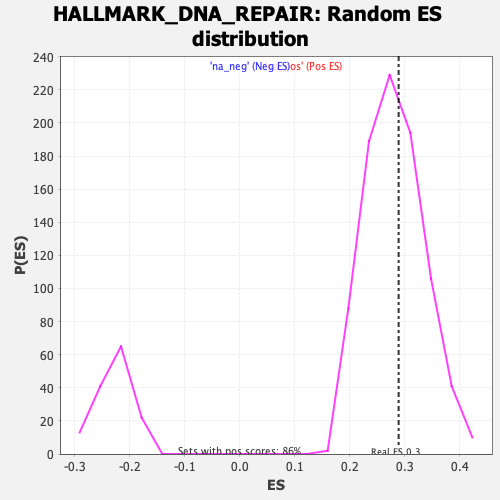 HALLMARK_DNA_REPAIR: Random ES
distribution
240
'na_neg' (Neg ES)os' (Pos ES)
220
200
180
160
140
120
100
80
60
40
20
0
P(ES)
Sets with pos scores: 86%
Real ES 0.3
-0.3 -0.2 -0.1 0.0 0.1 0.2 0.3 0.4
ES